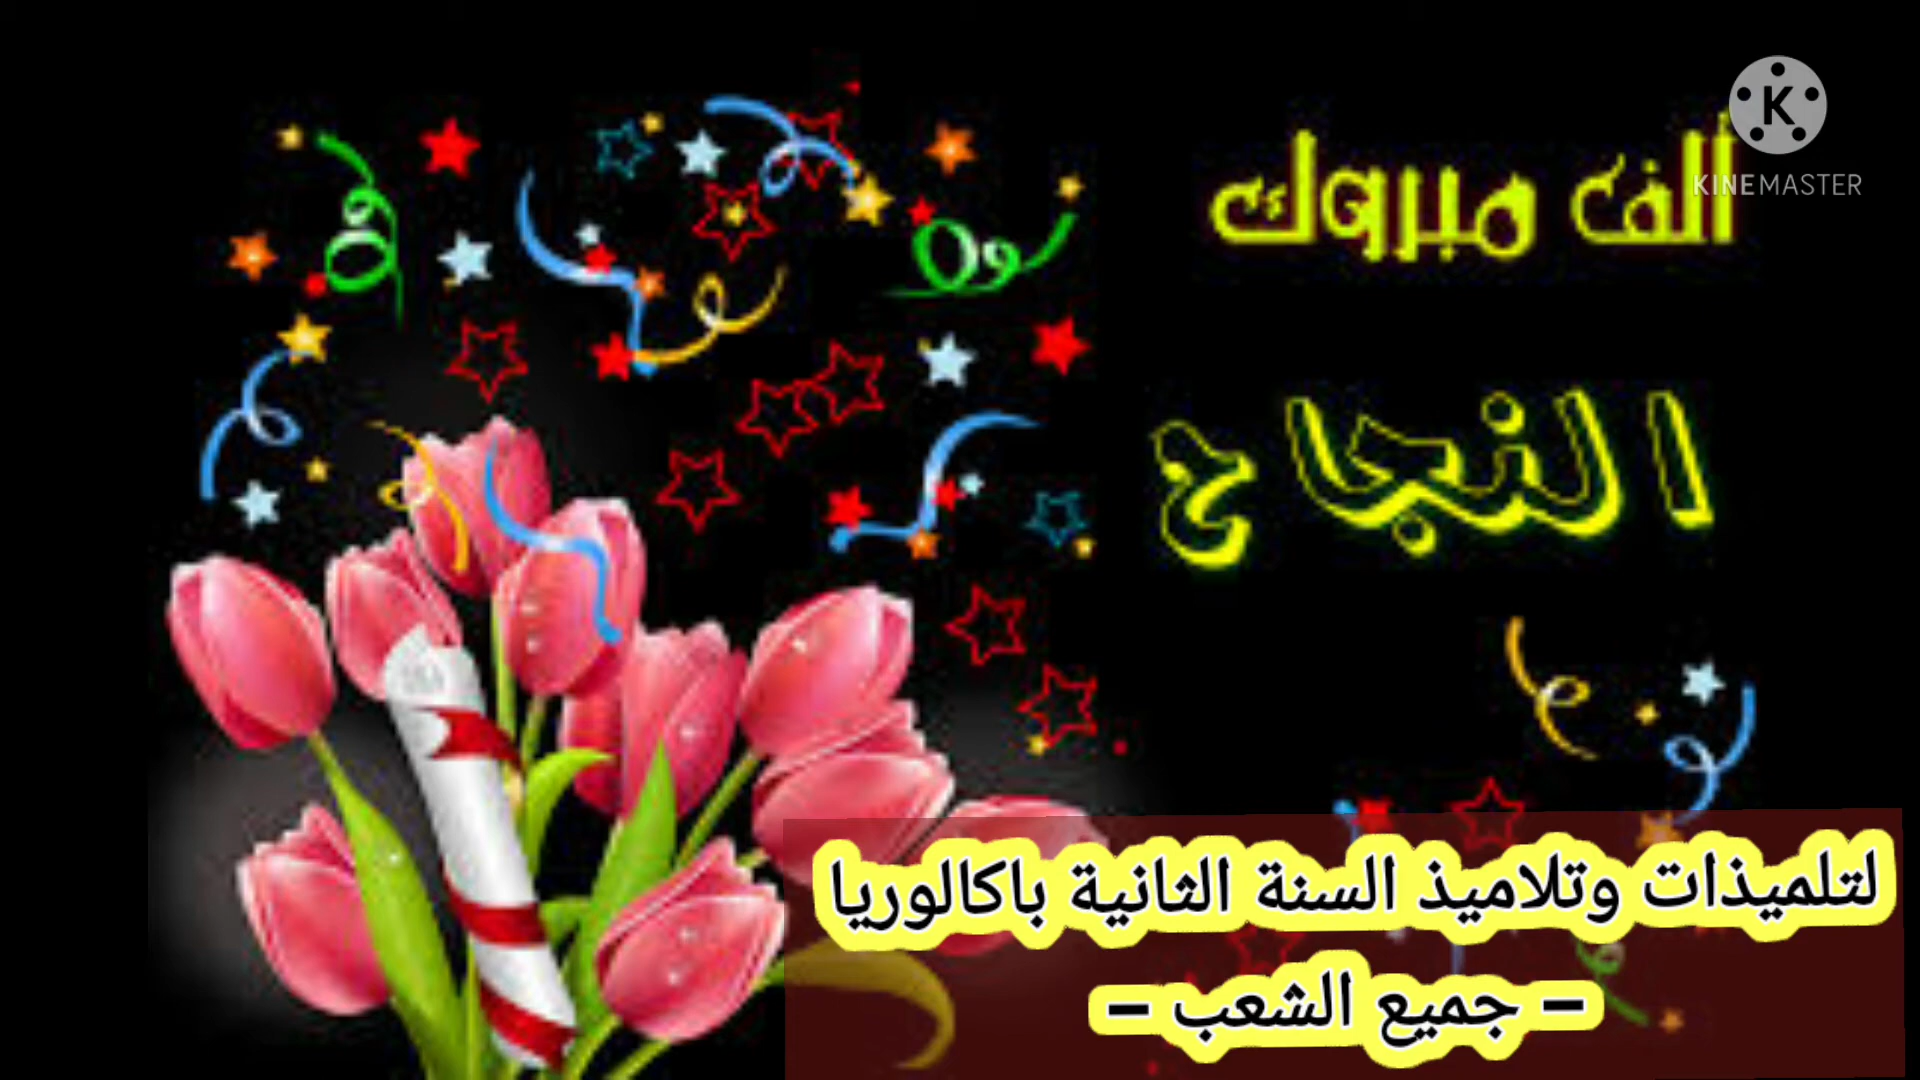 ألف مبروك
KINEMASTER
النجاح
لتلميذات وتلاميذ السنة الثانية باكالوريا
– جميع الشعب –